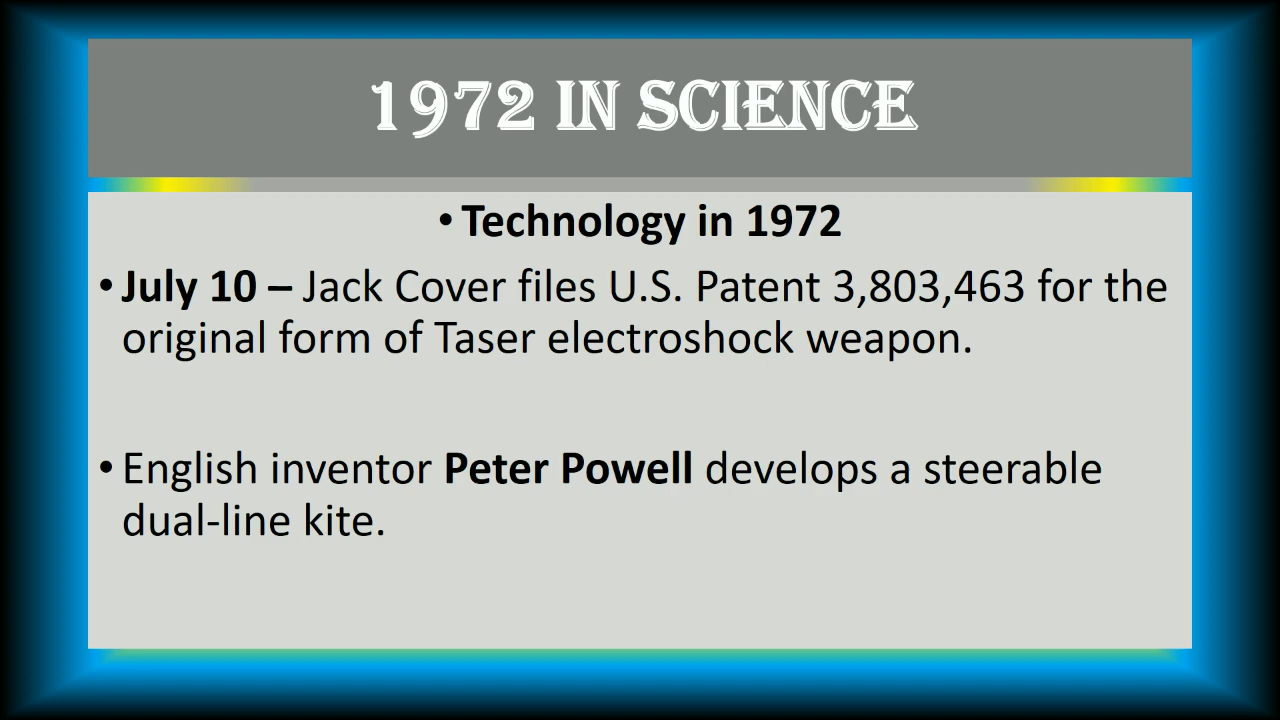 1972 IN SCIENCE
• Technology in 1972
• July 10 – Jack Cover files U.S. Patent 3,803,463 for the
original form of Taser electroshock weapon.
• English inventor Peter Powell develops a steerable
dual-line kite.